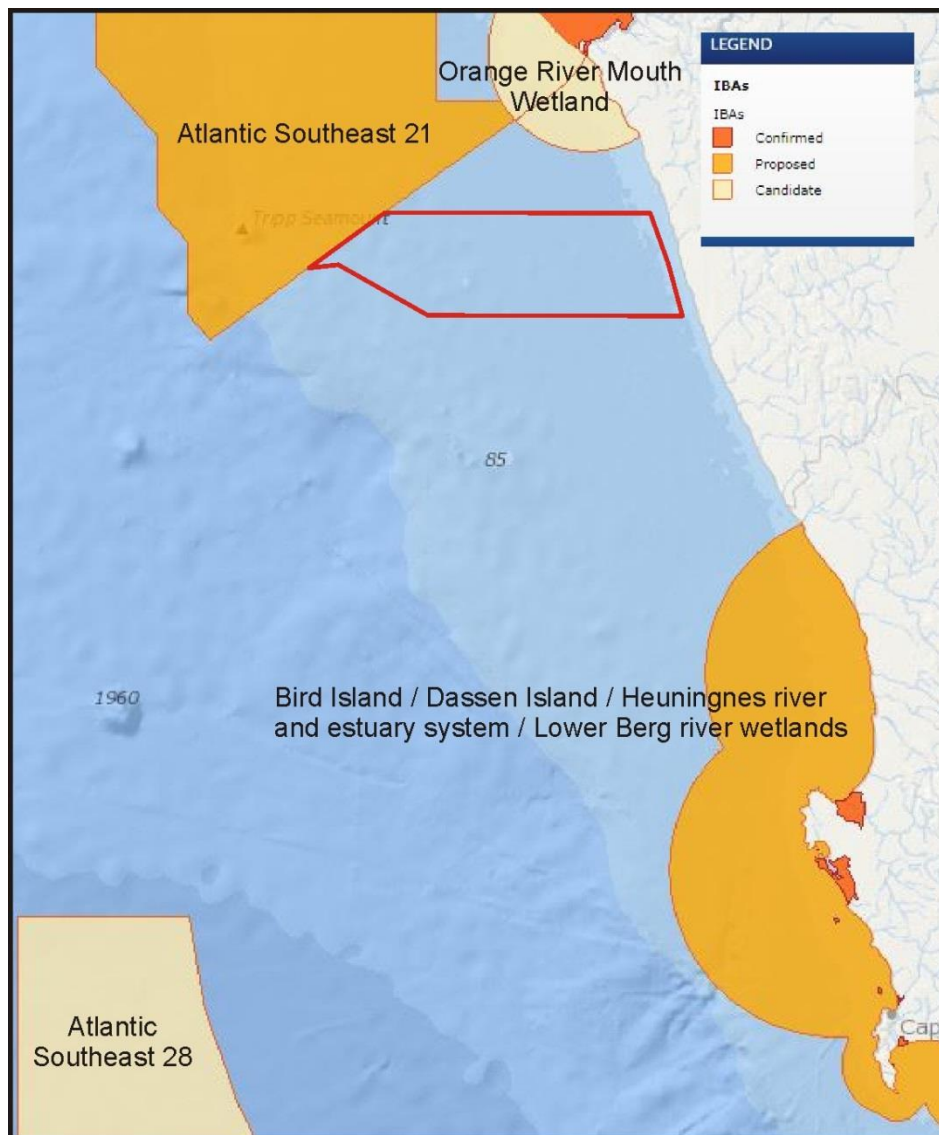 LEGEND
IBAs
IBAs
Confirmed
Proposed
Candidate
Orange River Mouth
Wetland
Atlantic Southeast 21
Tripp Seamount
85
1960
Bird Island / Dassen Island / Heuningnes river
and estuary system / Lower Berg river wetlands
Atlantic
Southeast 28
Cap